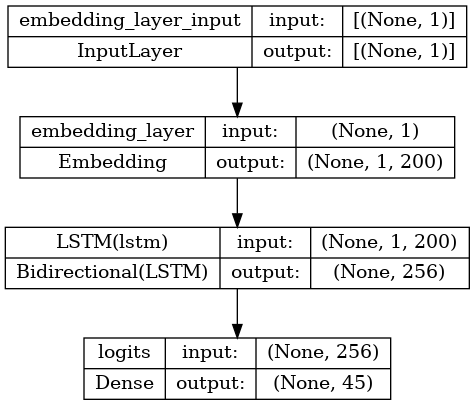 embedding_layer_input input: [(None, 1)]
InputLayer output: [(None, 1)]
embedding_layer input: (None, 1)
Embedding output: (None, 1, 200)
LSTM(lstm) input: (None, 1, 200)
Bidirectional(LSTM) output: (None, 256)
logits input: (None, 256)
Dense output: (None, 45)